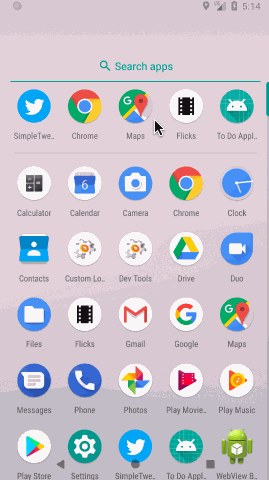 5:14
Search apps
SimpleTwe..
Chrome
Maps
Flicks
To Do Appl..
Calculator
Calendar
Camera
Chrome
Clock
6
Contacts
Custom Lo..
Dev Tools
Drive
Duo
Files
Flicks
Gmail
Google
Maps
Messages
Phone
Photos
Play Movie..
Play Music
Play Store
Settings
SimpleTwe..
To Do Appl..
WebView B..